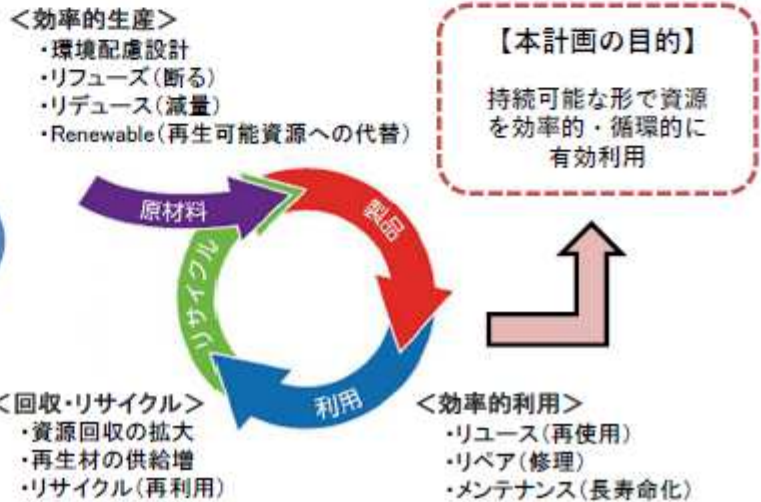 ＜効率的生産＞
・環境配慮設計
・リフューズ（断る）
・リデュース（減量）
・Renewable（再生可能資源への代替）
【本計画の目的】
持続可能な形で資源
を効率的・循環的に
有効利用
原材料
製品
リサイクル
利用
＜回収・リサイクル＞
・資源回収の拡大
・再生材の供給増
・リサイクル（再利用）
＜効率的利用＞
・リユース（再使用）
・リペア（修理）
・メンテナンス（長寿命化）